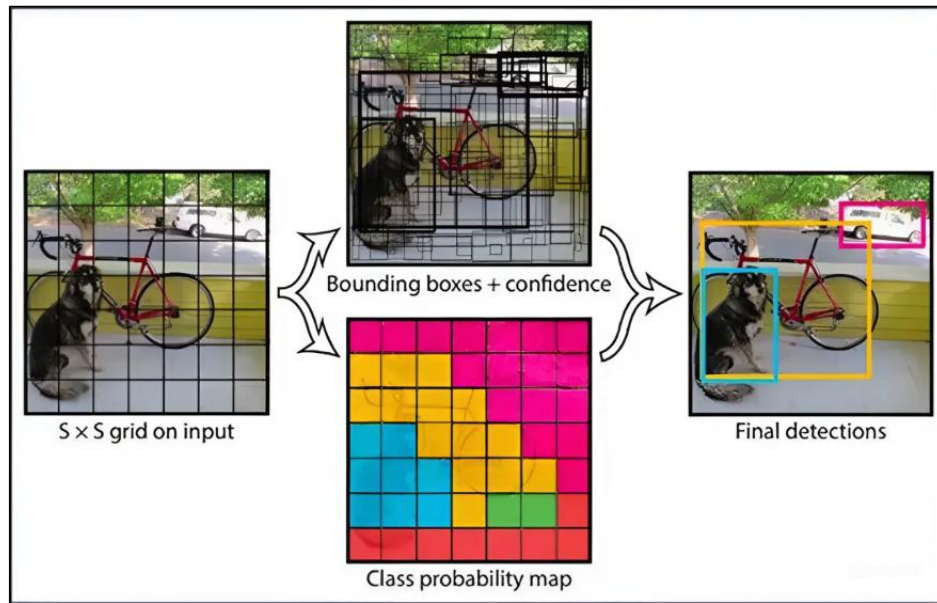 Bounding boxes + confidence
S × S grid on input
Final detections
Class probability map